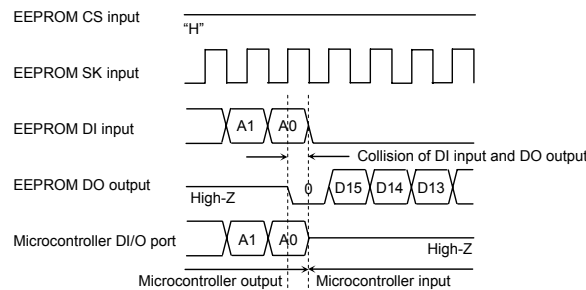 EEPROM CS input
“H”
EEPROM SK input
EEPROM DI input
A1 A0
Collision of DI input and DO output
EEPROM DO output
High-Z
0 D15 D14 D13
Microcontroller DI/O port
A1 A0
High-Z
Microcontroller output Microcontroller input